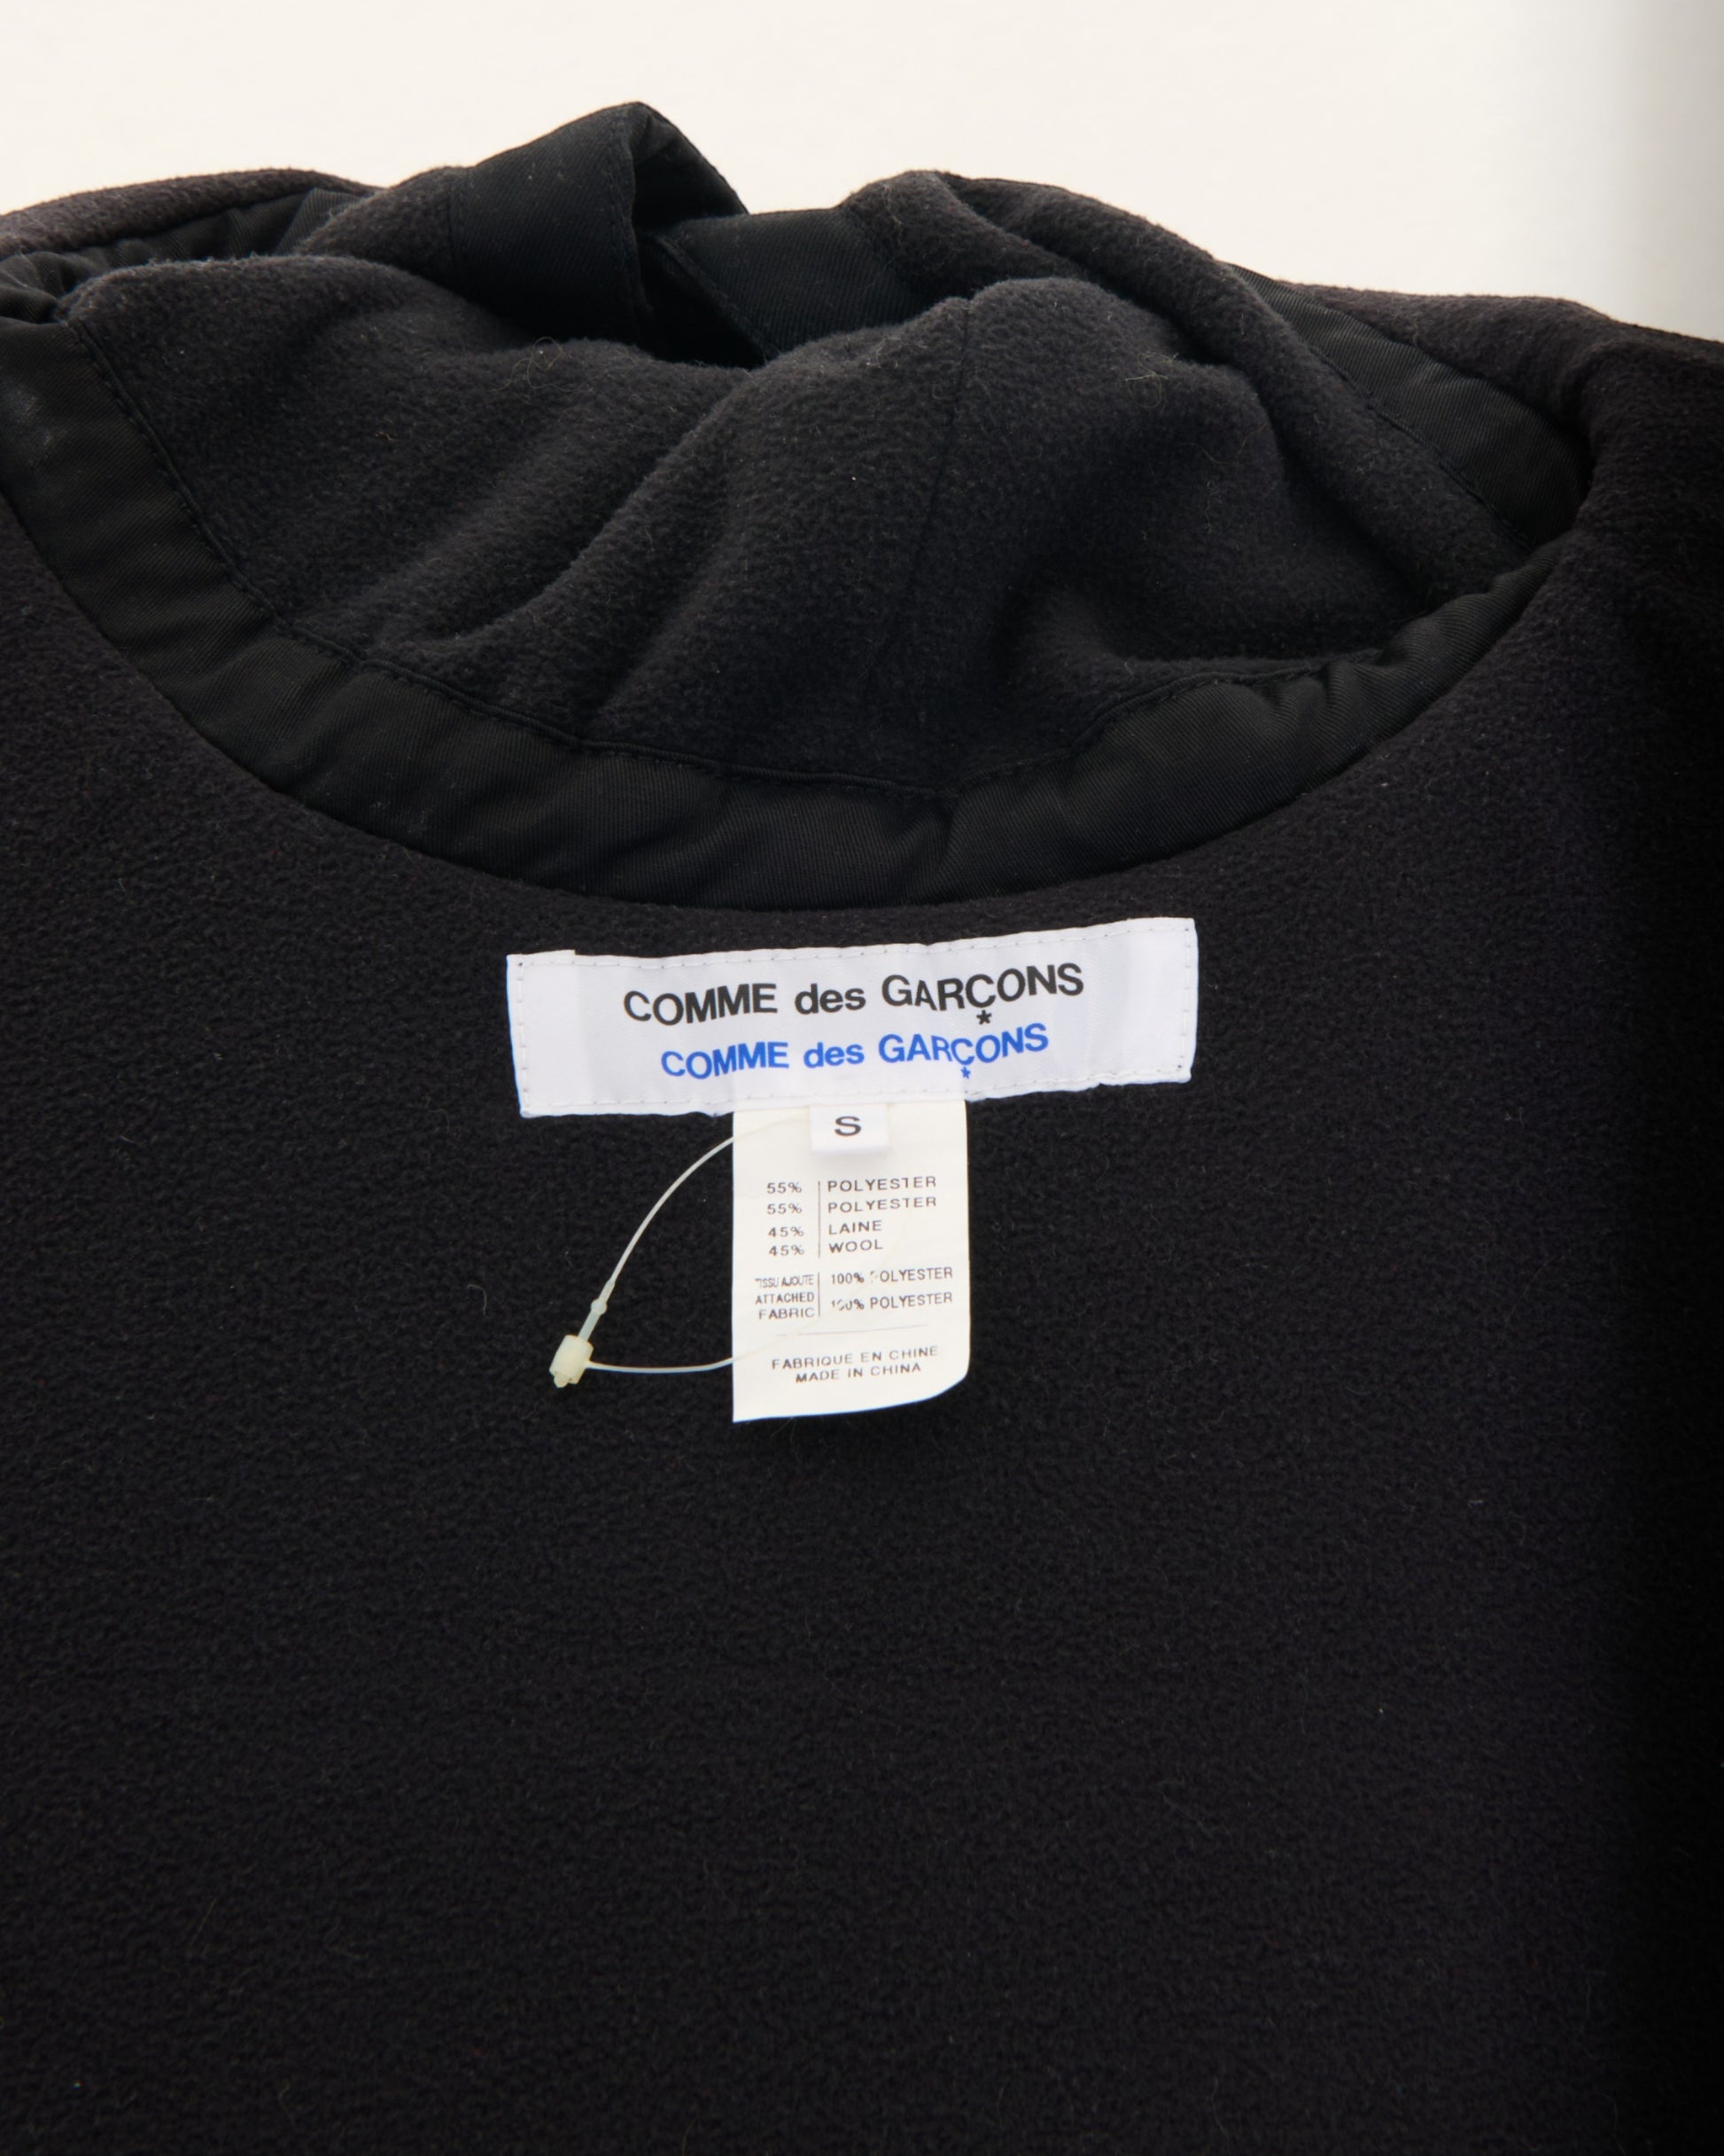 COMME des GARÇONS
*
COMME des GARÇONS
*
S
55% POLYESTER
55% POLYESTER
45% LAINE
45% WOOL
TISSU AJOUTE 100% POLYESTER
ATTACHED
FABRIC 100% POLYESTER
FABRIQUE EN CHINE
MADE IN CHINA